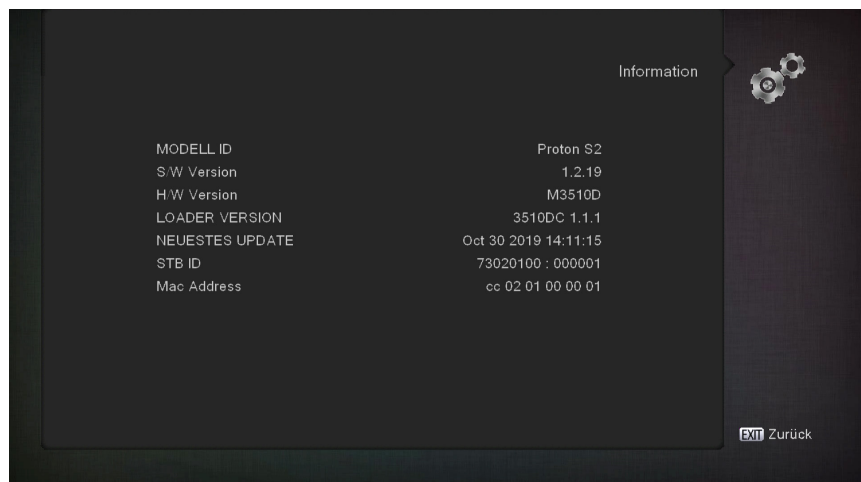 Information
MODELL ID Proton S2
S/W Version 1.2.19
H/W Version M3510D
LOADER VERSION 3510DC 1.1.1
NEUESTES UPDATE Oct 30 2019 14:11:15
STB ID 73020100 : 000001
Mac Address cc 02 01 00 00 01
EXIT Zurück